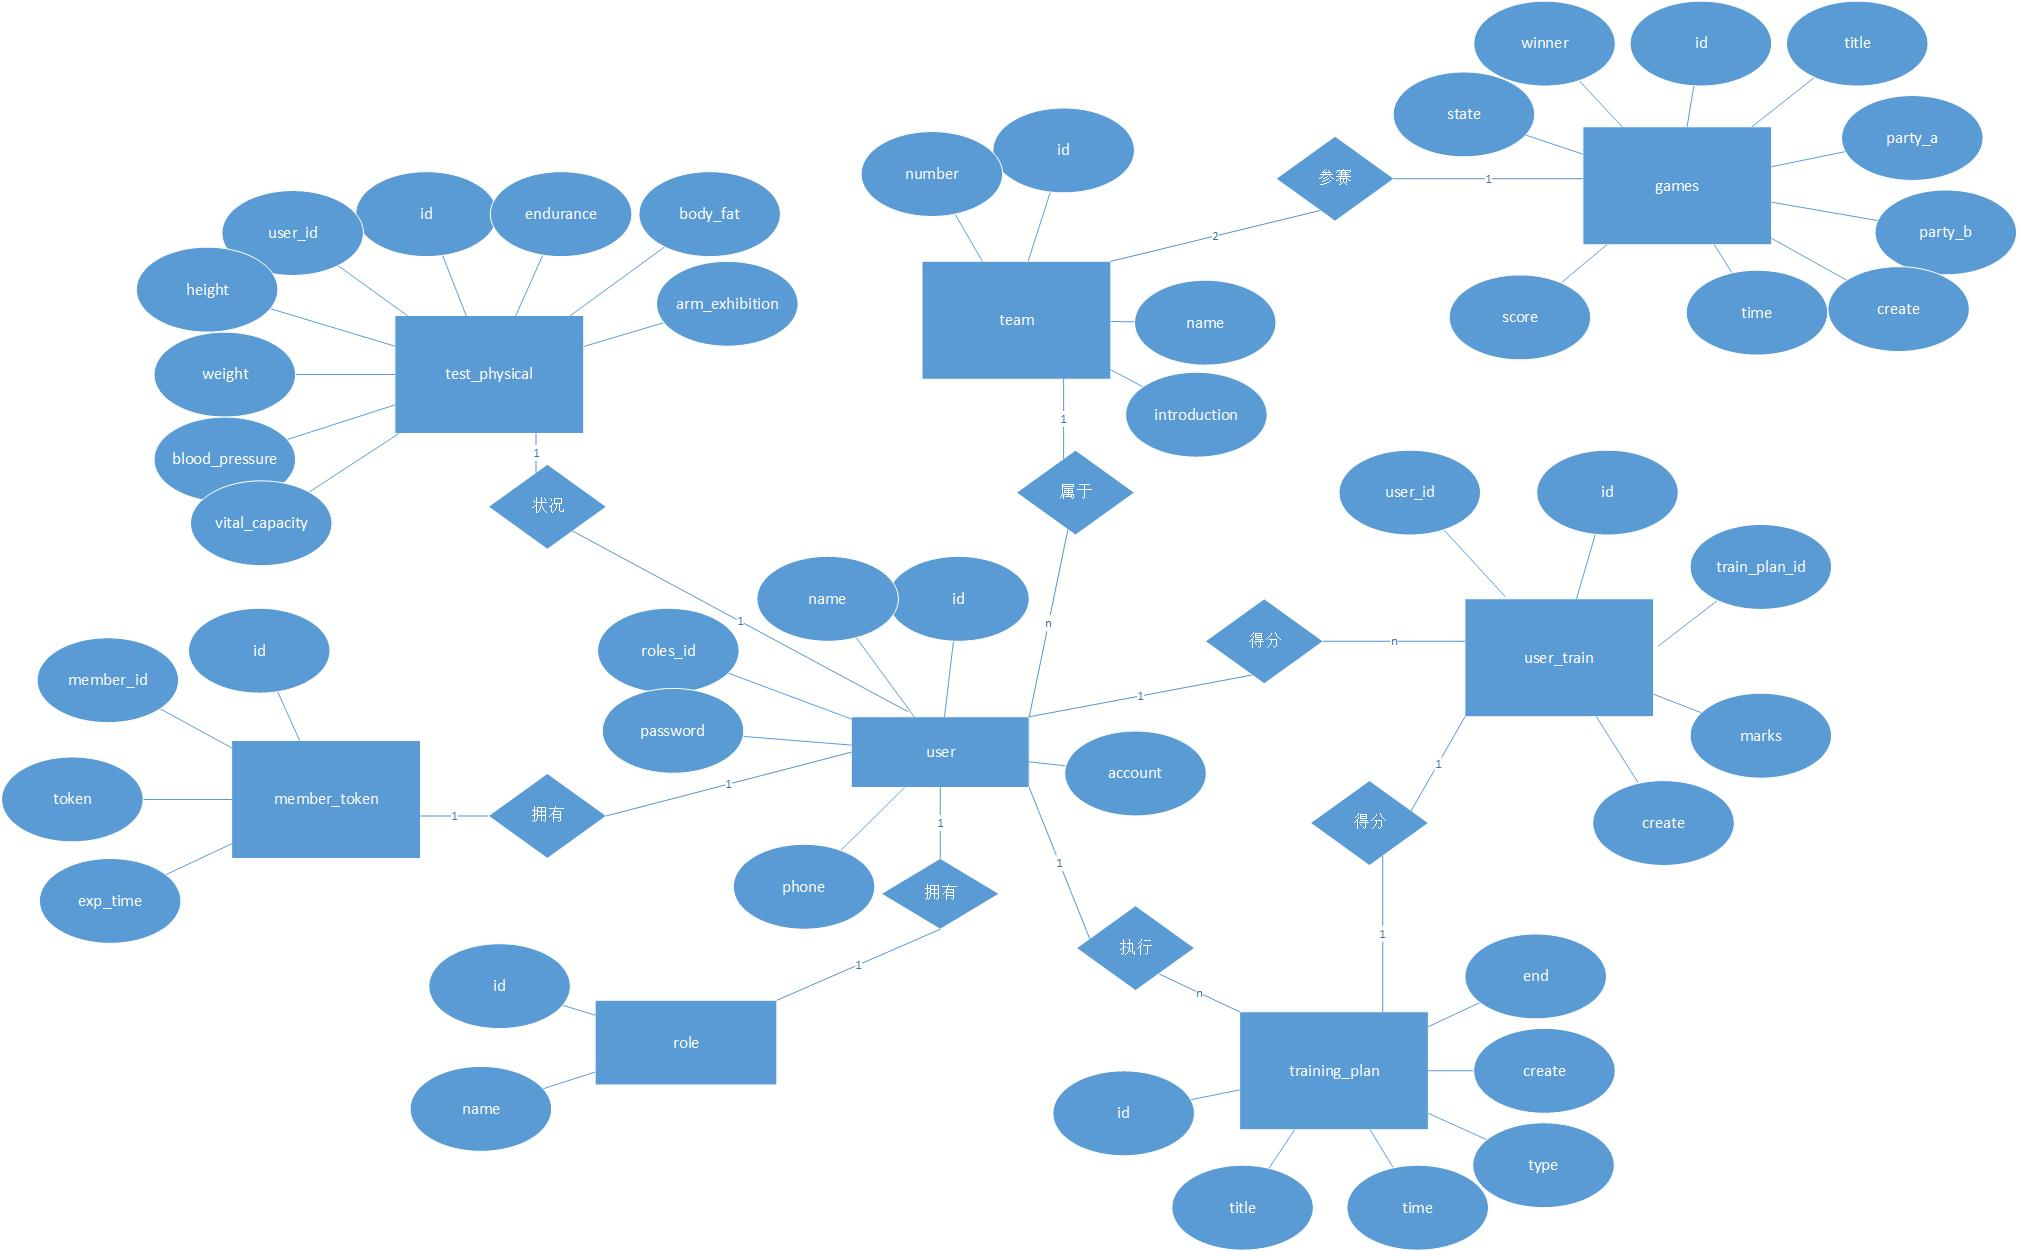 winner
id
title
state
party_a
number
id
参赛
1
games
user_id
id
endurance
body_fat
2
party_b
height
arm_exhibition
team
name
score
time
create
weight
test_physical
introduction
1
blood_pressure
1
vital_capacity
状况
属于
user_id
id
train_plan_id
name
id
1
n
得分
n
user_train
member_id
id
roles_id
1
marks
password
user
account
1
token
member_token
1
拥有
1
1
得分
create
exp_time
phone
拥有
1
1
执行
1
id
1
n
end
role
training_plan
create
name
id
type
title
time